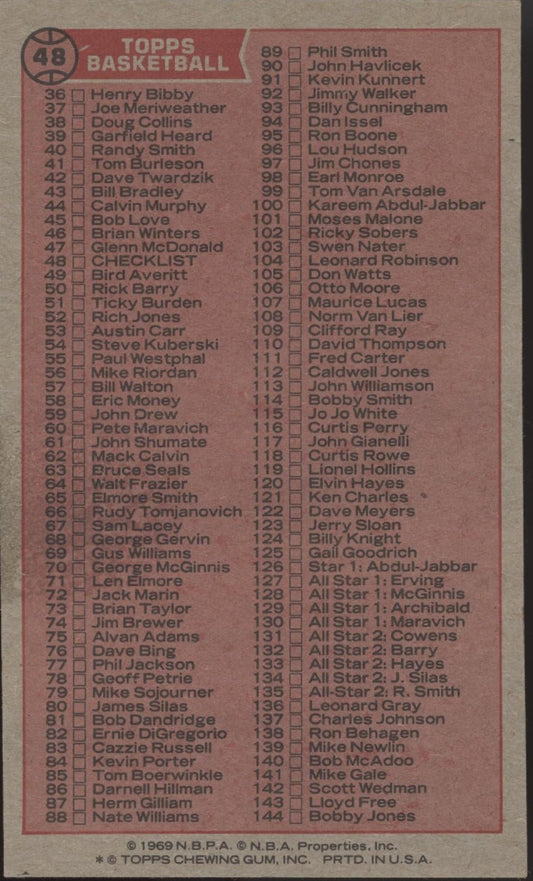 48
TOPPS
BASKETBALL
36 Henry Bibby
37 Joe Meriweather
38 Doug Collins
39 Garfield Heard
40 Randy Smith
41 Tom Burleson
42 Dave Twardzik
43 Bill Bradley
44 Calvin Murphy
45 Bob Love
46 Brian Winters
47 Glenn McDonald
48 CHECKLIST
49 Bird Averitt
50 Rick Barry
51 Ticky Burden
52 Rich Jones
53 Austin Carr
54 Steve Kuberski
55 Paul Westphal
56 Mike Riordan
57 Bill Walton
58 Eric Money
59 John Drew
60 Pete Maravich
61 John Shumate
62 Mack Calvin
63 Bruce Seals
64 Walt Frazier
65 Elmore Smith
66 Rudy Tomjanovich
67 Sam Lacey
68 George Gervin
69 Gus Williams
70 George McGinnis
71 Len Elmore
72 Jack Marin
73 Brian Taylor
74 Jim Brewer
75 Alvan Adams
76 Dave Bing
77 Phil Jackson
78 Geoff Petrie
79 Mike Sojourner
80 James Silas
81 Bob Dandridge
82 Ernie DiGregorio
83 Cazzie Russell
84 Kevin Porter
85 Tom Boerwinkle
86 Darnell Hillman
87 Herm Gilliam
88 Nate Williams
89 Phil Smith
90 John Havlicek
91 Kevin Kunnert
92 Jimmy Walker
93 Billy Cunningham
94 Dan Issel
95 Ron Boone
96 Lou Hudson
97 Jim Chones
98 Earl Monroe
99 Tom Van Arsdale
100 Kareem Abdul-Jabbar
101 Moses Malone
102 Ricky Sobers
103 Swen Nater
104 Leonard Robinson
105 Don Watts
106 Otto Moore
107 Maurice Lucas
108 Norm Van Lier
109 Clifford Ray
110 David Thompson
111 Fred Carter
112 Caldwell Jones
113 John Williamson
114 Bobby Smith
115 Jo Jo White
116 Curtis Perry
117 John Gianelli
118 Curtis Rowe
119 Lionel Hollins
120 Elvin Hayes
121 Ken Charles
122 Dave Meyers
123 Jerry Sloan
124 Billy Knight
125 Gail Goodrich
126 Star 1: Abdul-Jabbar
127 All Star 1: Erving
128 All Star 1: McGinnis
129 All Star 1: Archibald
130 All Star 1: Maravich
131 All Star 2: Cowens
132 All Star 2: Barry
133 All Star 2: Hayes
134 All Star 2: J. Silas
135 All-Star 2: R. Smith
136 Leonard Gray
137 Charles Johnson
138 Ron Behagen
139 Mike Newlin
140 Bob McAdoo
141 Mike Gale
142 Scott Wedman
143 Lloyd Free
144 Bobby Jones
© 1969 N.B.P.A. © N.B.A. Properties, Inc.
* © TOPPS CHEWING GUM, INC. PRTD. IN U.S.A.